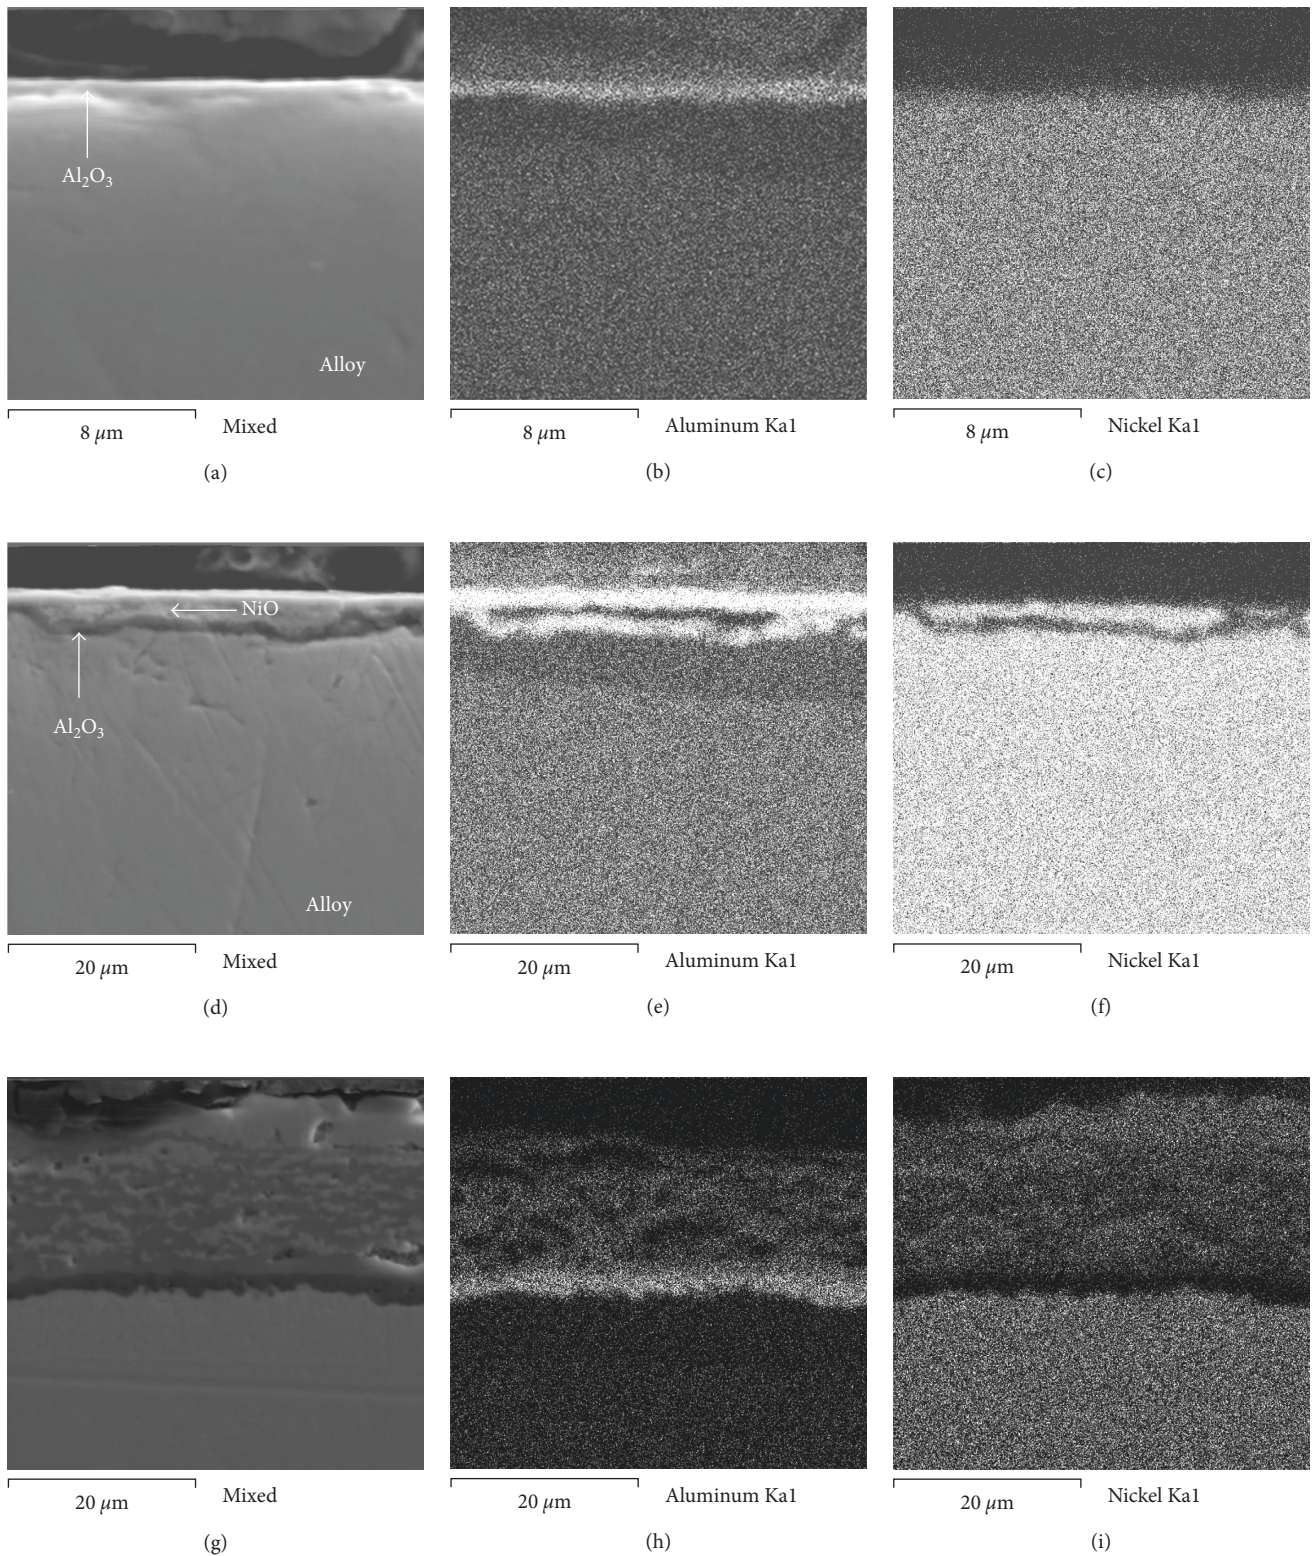 Al₂O₃
Alloy
8 μm Mixed
(a)
8 μm Aluminum Ka1
(b)
8 μm Nickel Ka1
(c)
NiO
Al₂O₃
Alloy
20 μm Mixed
(d)
20 μm Aluminum Ka1
(e)
20 μm Nickel Ka1
(f)
20 μm Mixed
(g)
20 μm Aluminum Ka1
(h)
20 μm Nickel Ka1
(i)